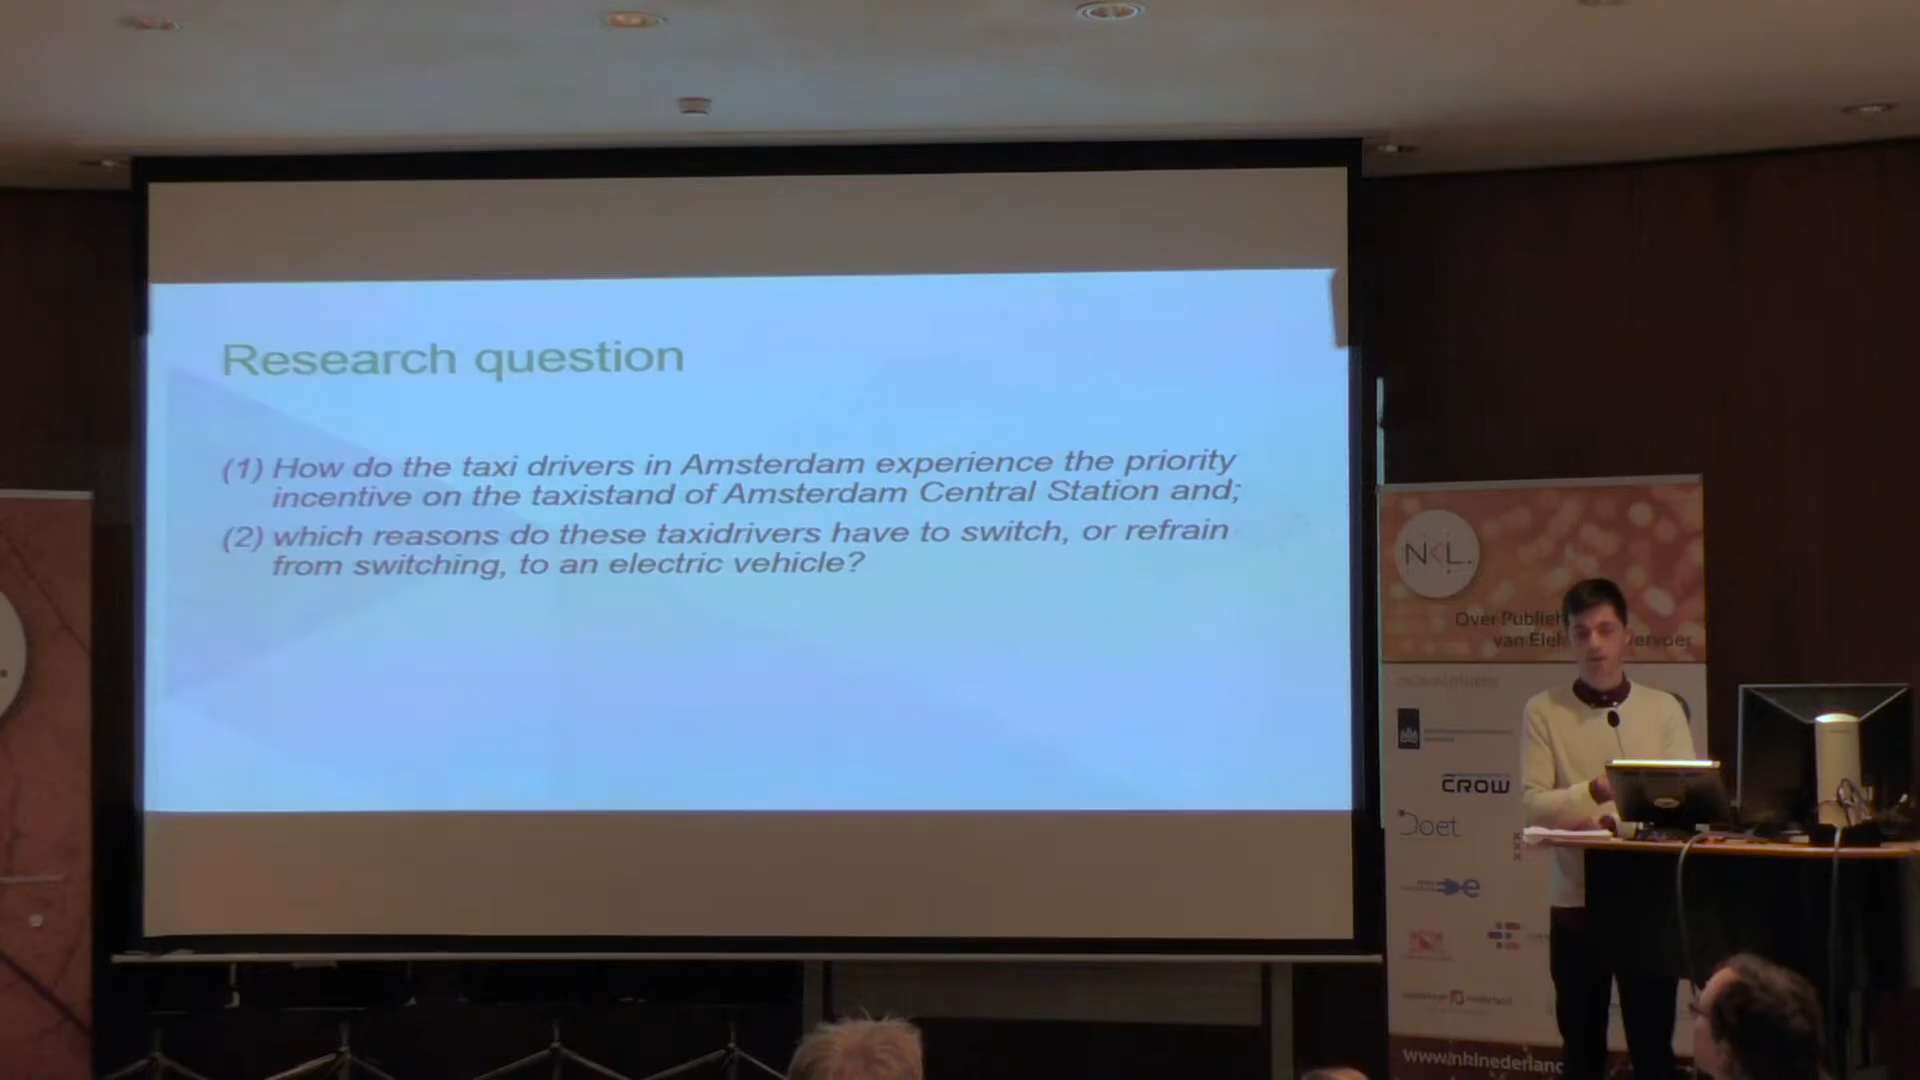 Research question
(1) How do the taxi drivers in Amsterdam experience the priority
incentive on the taxistand of Amsterdam Central Station and;
(2) which reasons do these taxidrivers have to switch, or refrain
from switching, to an electric vehicle?
NKL.
Over Publiek
van Elek
ervoer
CROW
Doet
e
www.nklnederland